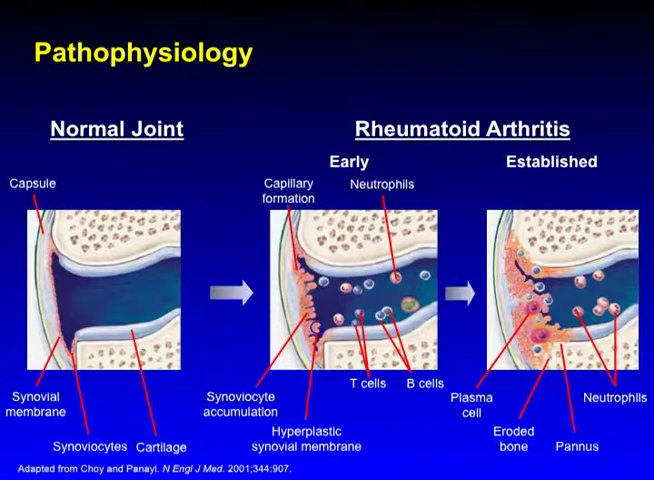 Pathophysiology
Normal Joint
Rheumatoid Arthritis
Early
Established
Capsule
Capillary
formation
Neutrophils
Synovial
membrane
Synoviocytes
Cartilage
Synoviocyte
accumulation
Hyperplastic
synovial membrane
T cells
B cells
Plasma
cell
Eroded
bone
Pannus
Neutrophils
Adapted from Choy and Panayi. N Engl J Med. 2001;344:907.